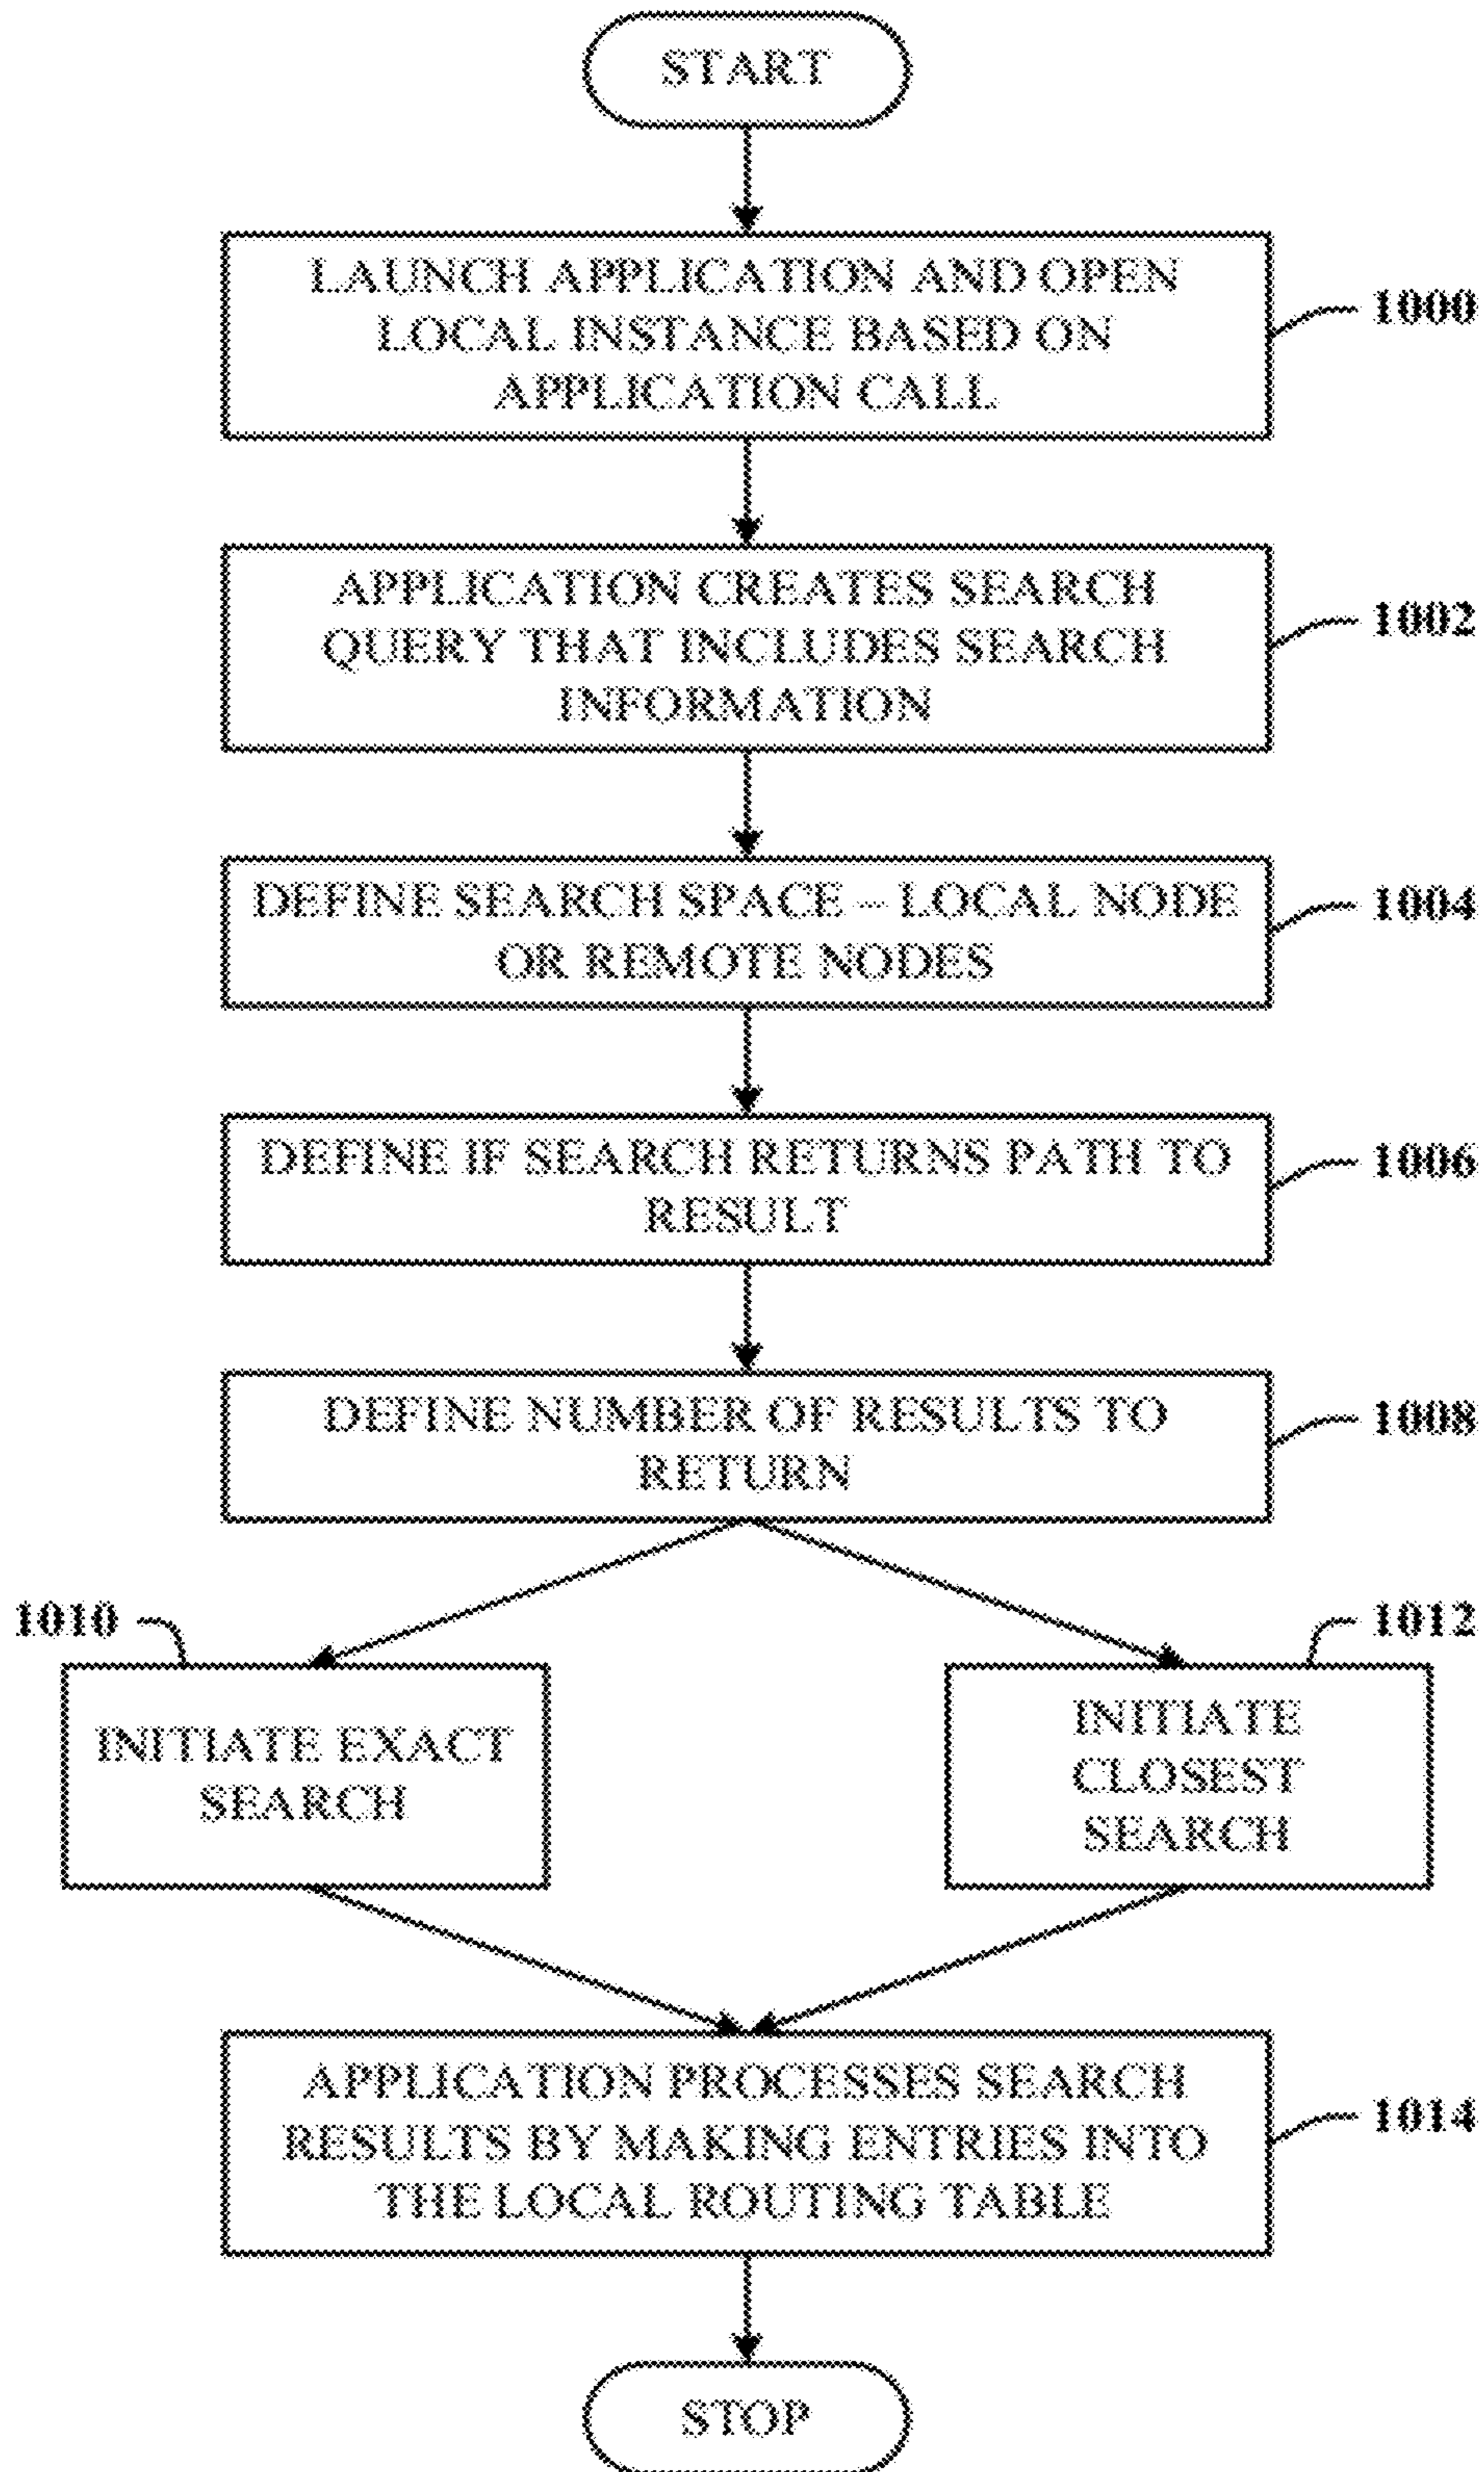 START
LAUNCH APPLICATION AND OPEN
LOCAL INSTANCE BASED ON
APPLICATION CALL
1000
APPLICATION CREATES SEARCH
QUERY THAT INCLUDES SEARCH
INFORMATION
1002
DEFINE SEARCH SPACE – LOCAL NODE
OR REMOTE NODES
1004
DEFINE IF SEARCH RETURNS PATH TO
RESULT
1006
DEFINE NUMBER OF RESULTS TO
RETURN
1008
1010
INITIATE EXACT
SEARCH
1012
INITIATE
CLOSEST
SEARCH
APPLICATION PROCESSES SEARCH
RESULTS BY MAKING ENTRIES INTO
THE LOCAL ROUTING TABLE
1014
STOP